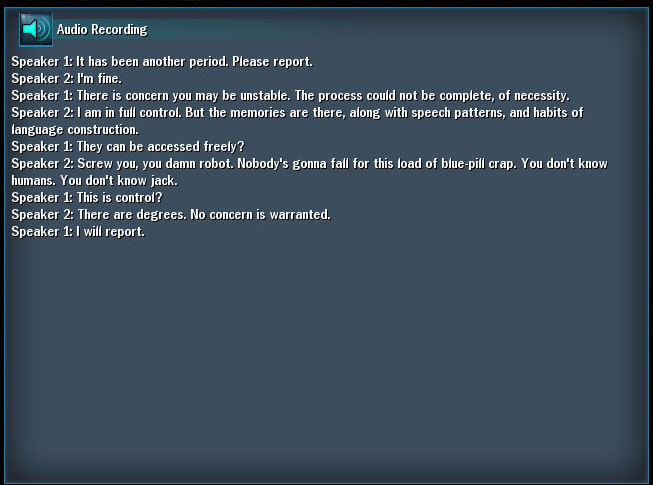 Audio Recording
Speaker 1: It has been another period. Please report.
Speaker 2: I'm fine.
Speaker 1: There is concern you may be unstable. The process could not be complete, of necessity.
Speaker 2: I am in full control. But the memories are there, along with speech patterns, and habits of
language construction.
Speaker 1: They can be accessed freely?
Speaker 2: Screw you, you damn robot. Nobody's gonna fall for this load of blue-pill crap. You don't know
humans. You don't know jack.
Speaker 1: This is control?
Speaker 2: There are degrees. No concern is warranted.
Speaker 1: I will report.